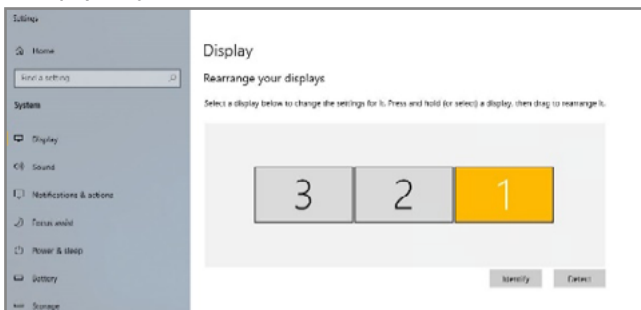 Settings
Home
Find a setting
System
Display
Sound
Notifications & actions
Focus assist
Power & sleep
Battery
Storage
Display
Rearrange your displays
Select a display below to change the settings for it. Press and hold (or select) a display, then drag to rearrange it.
3 2 1
Identify Detect